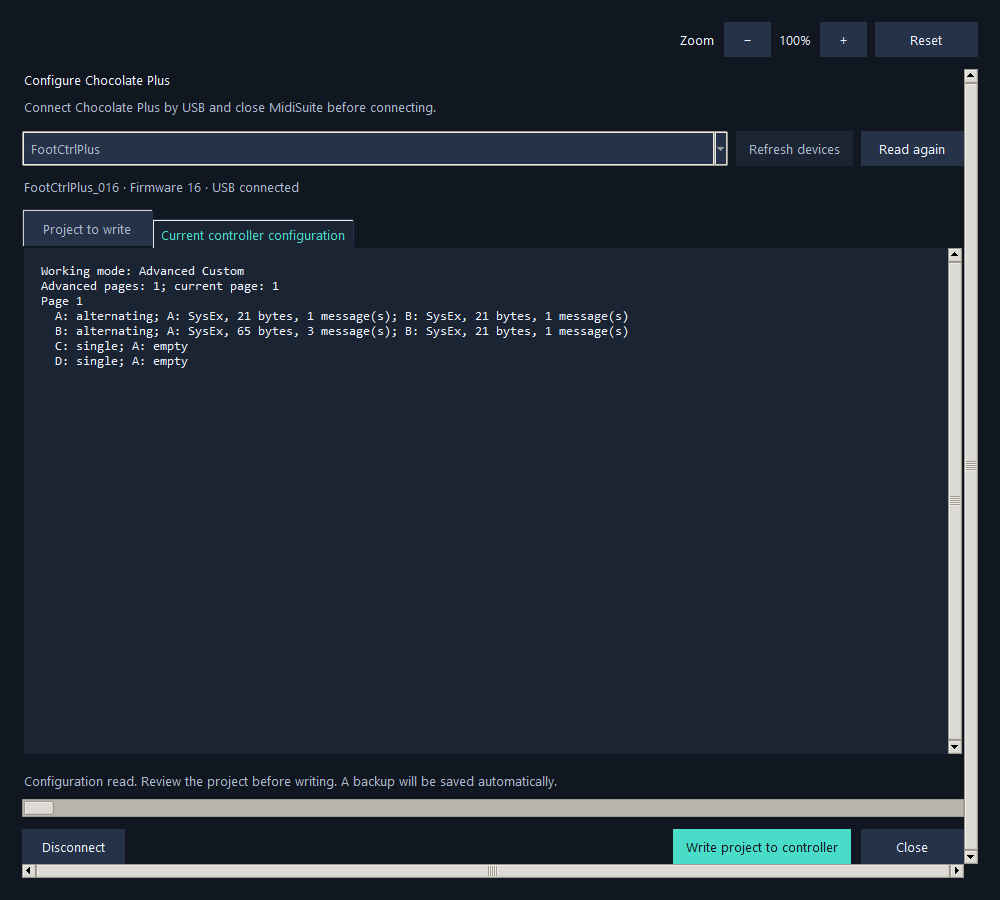 Zoom − 100% + Reset
Configure Chocolate Plus
Connect Chocolate Plus by USB and close MidiSuite before connecting.
FootCtrlPlus Refresh devices Read again
FootCtrlPlus_016 · Firmware 16 · USB connected
Project to write Current controller configuration
Working mode: Advanced Custom
Advanced pages: 1; current page: 1
Page 1
  A: alternating; A: SysEx, 21 bytes, 1 message(s); B: SysEx, 21 bytes, 1 message(s)
  B: alternating; A: SysEx, 65 bytes, 3 message(s); B: SysEx, 21 bytes, 1 message(s)
  C: single; A: empty
  D: single; A: empty
Configuration read. Review the project before writing. A backup will be saved automatically.
Disconnect Write project to controller Close